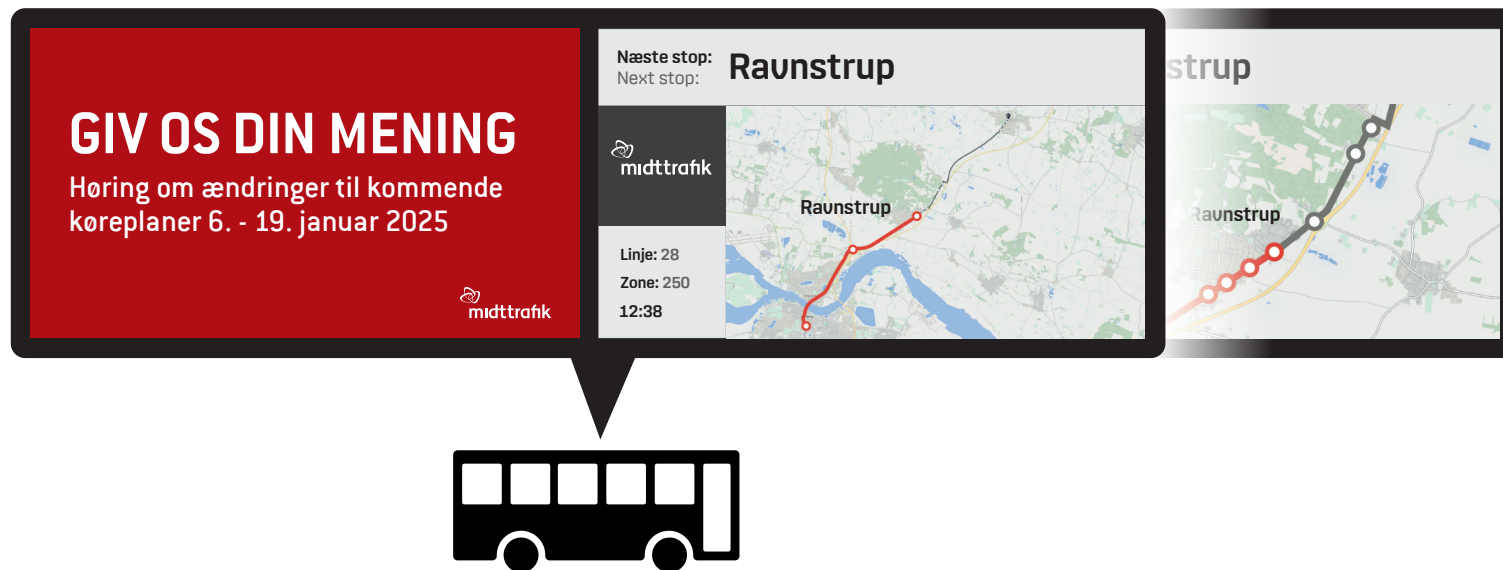 GIV OS DIN MENING
Høring om ændringer til kommende
køreplaner 6. - 19. januar 2025
midttrafik
Næste stop:
Next stop:
Ravnstrup
midttrafik
Linje: 28
Zone: 250
12:38
Ravnstrup
strup
Ravnstrup